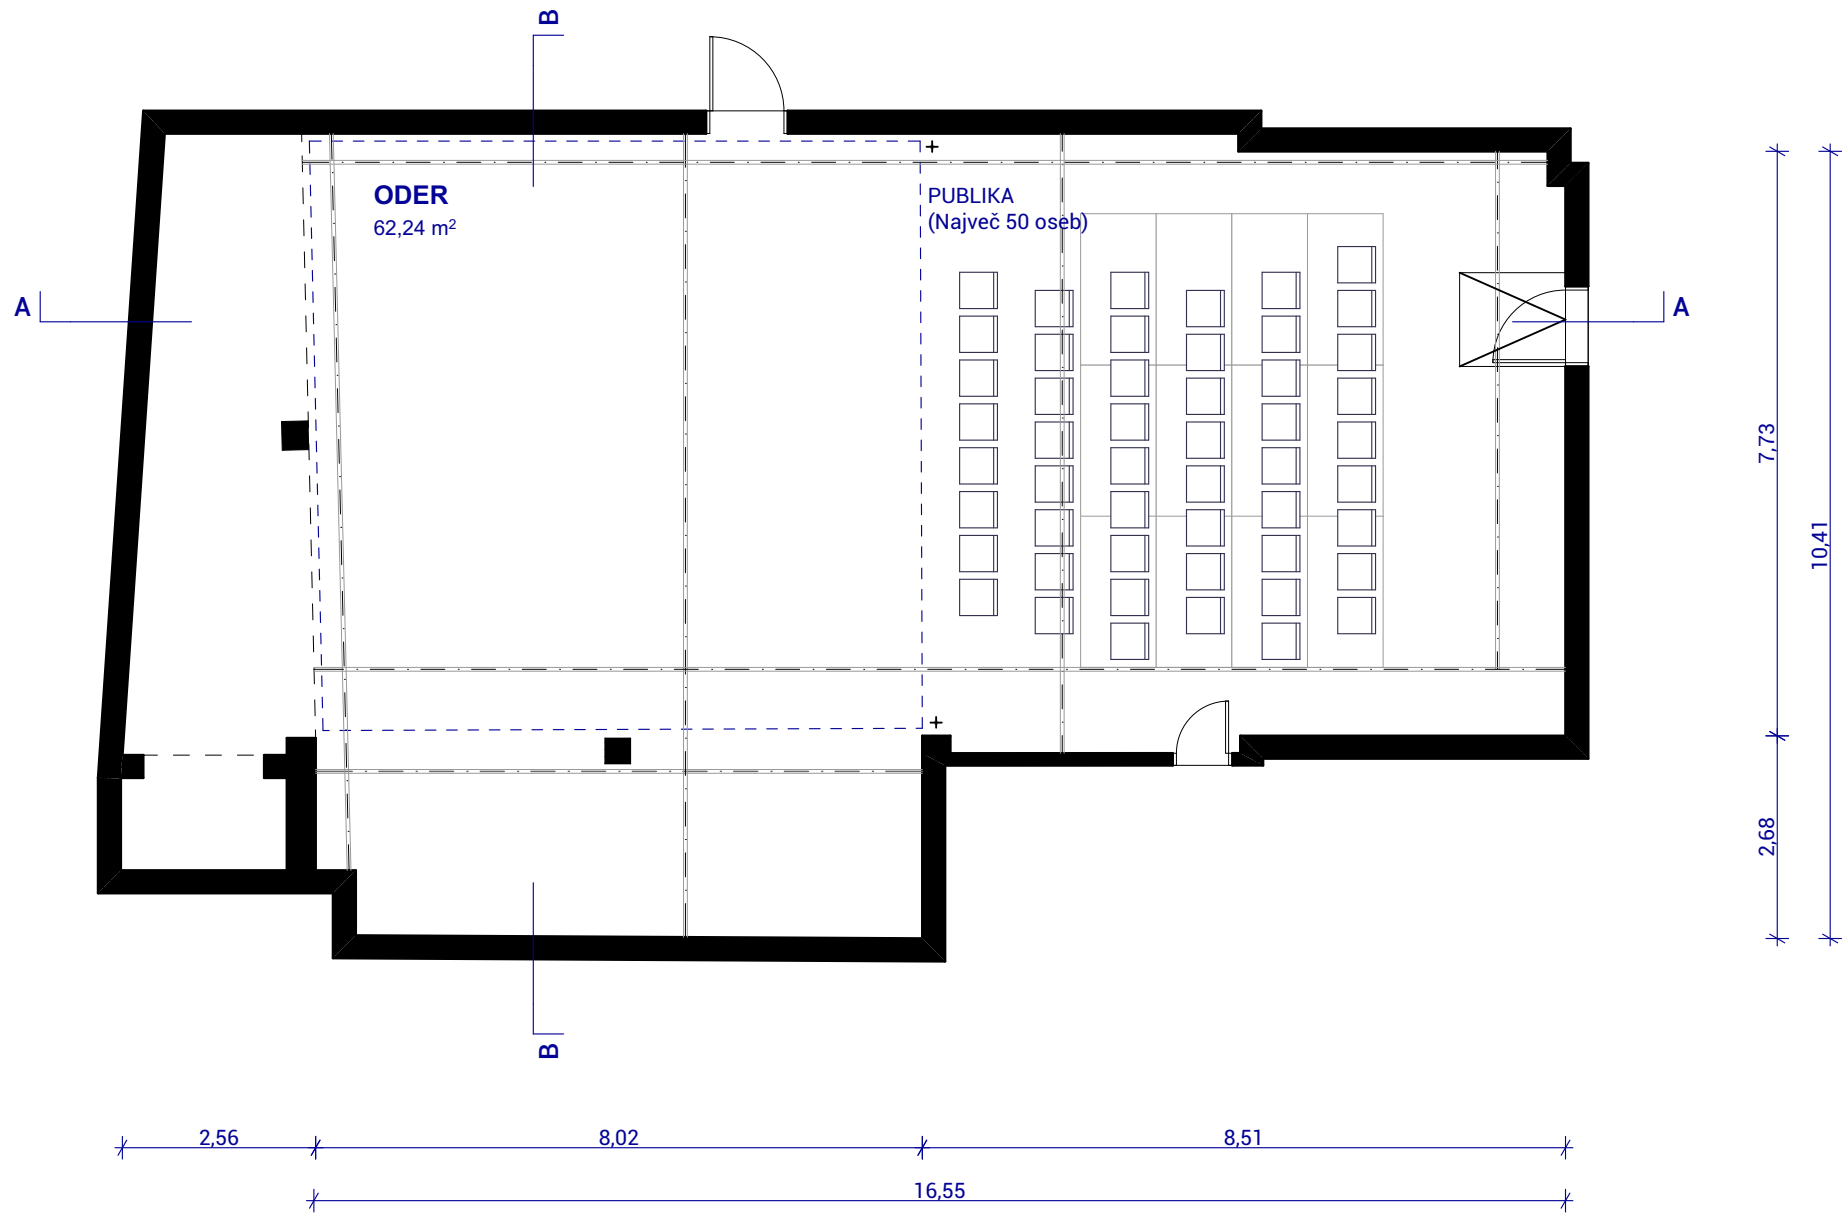 B
ODER
62,24 m²
PUBLIKA
(Največ 50 oseb)
A
A
7,73
10,41
2,68
B
2,56
8,02
8,51
16,55